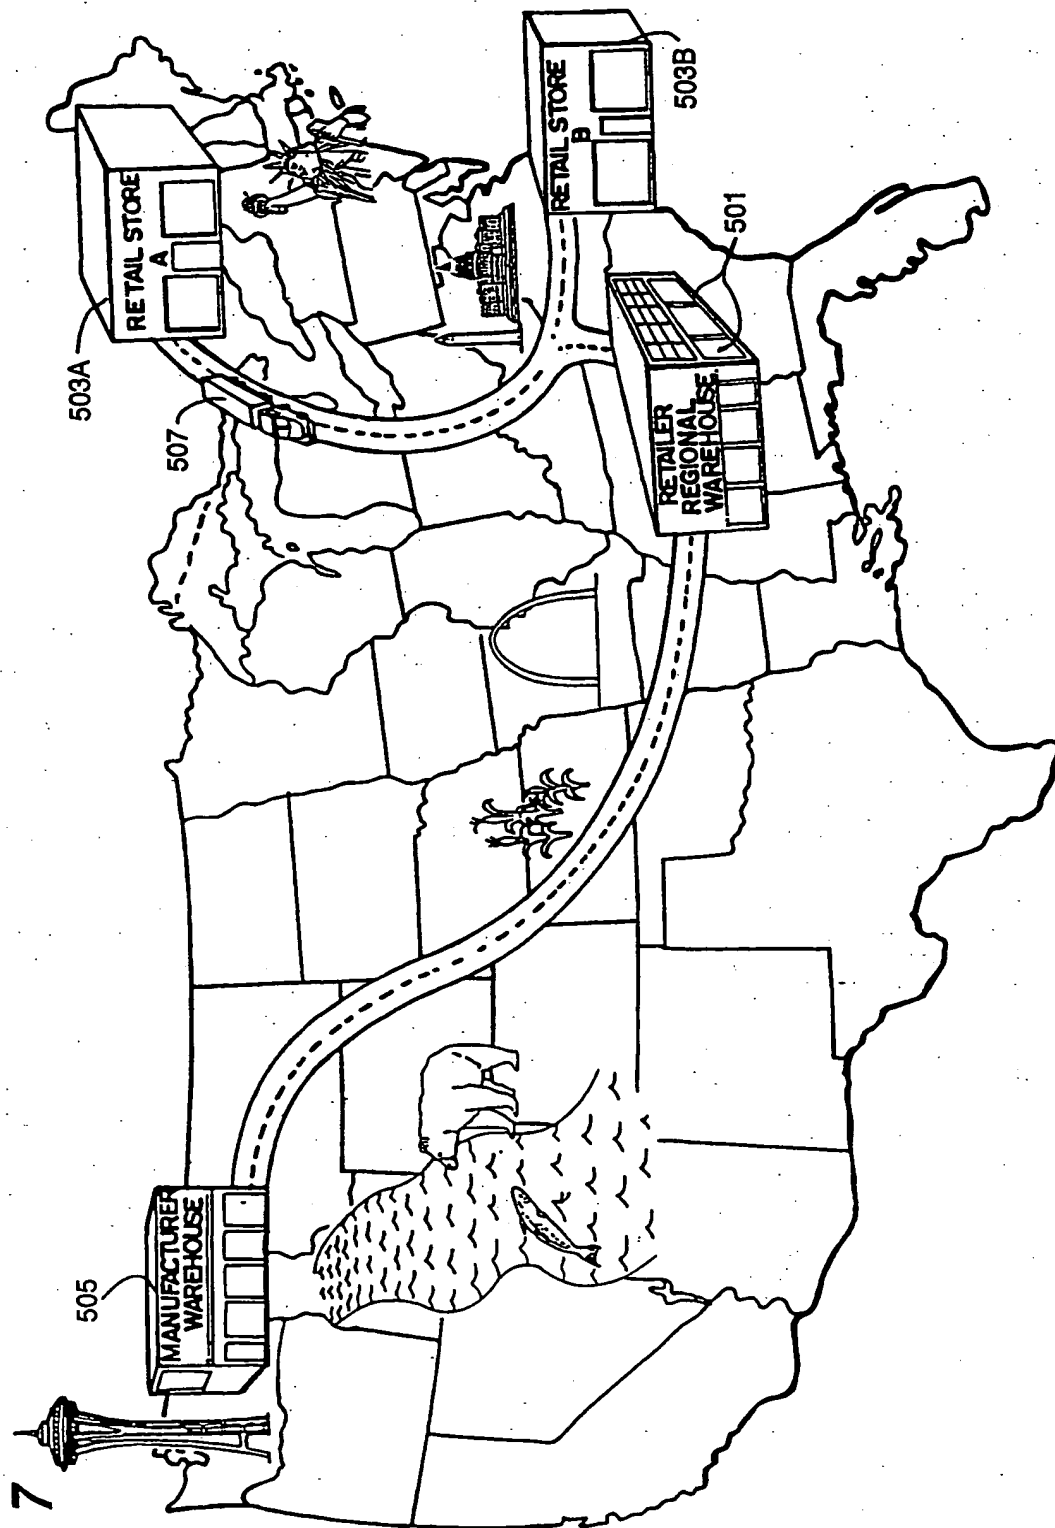 7
505
MANUFACTURER
WAREHOUSE
503A
RETAIL STORE
A
507
RETAIL STORE
B
503B
RETAILER
REGIONAL
WAREHOUSE.
501